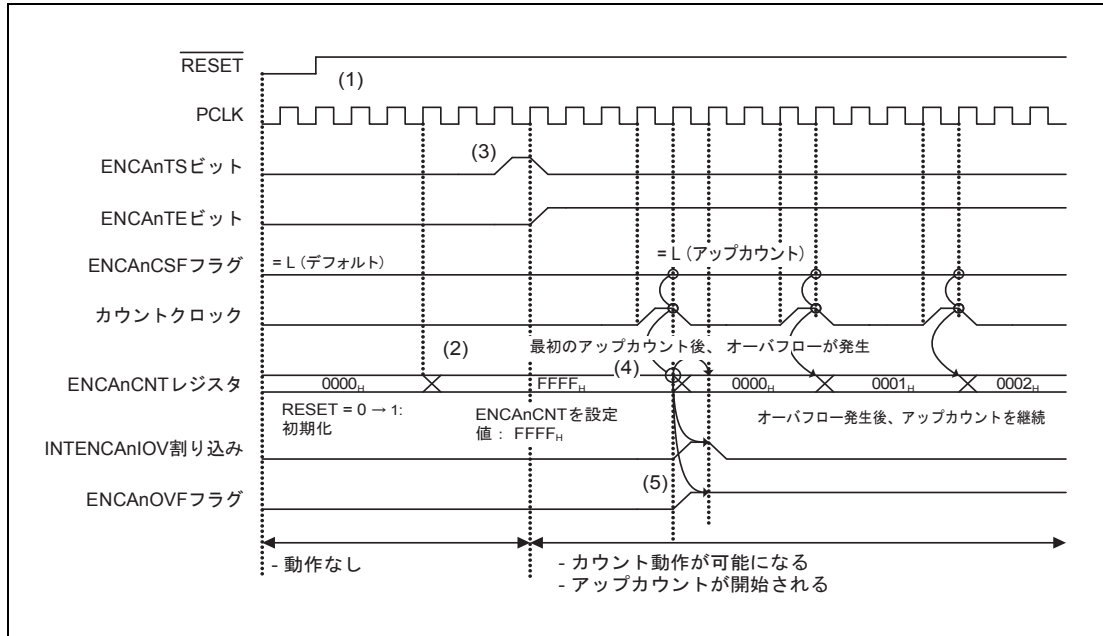 RESET
(1)
PCLK
ENCAnTSビット
(3)
ENCAnTEビット
ENCAnCSFフラグ
= L (デフォルト)
= L (アップカウント)
カウントクロック
(2)
最初のアップカウント後、オーバフローが発生
(4)
ENCAnCNTレジスタ
0000H
FFFFH
0000H
0001H
0002H
RESET = 0 → 1:
初期化
ENCAnCNTを設定
値： FFFFH
オーバフロー発生後、アップカウントを継続
INTENCAnIOV割り込み
(5)
ENCAnOVFフラグ
- 動作なし
- カウント動作が可能になる
- アップカウントが開始される